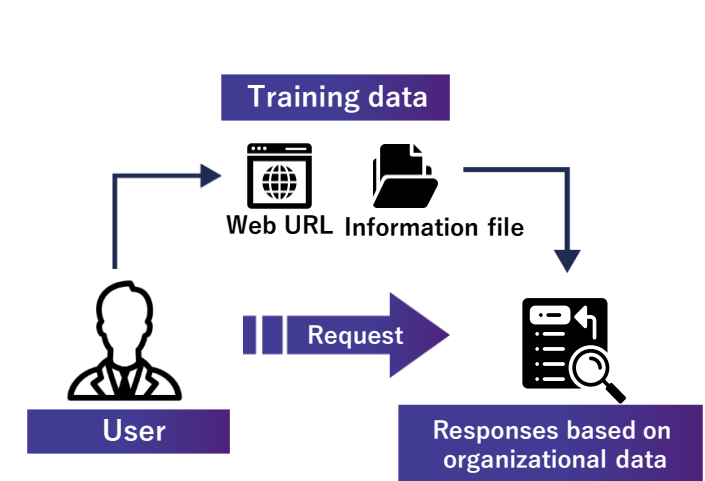 Training data
Web URL
Information file
Request
User
Responses based on
organizational data